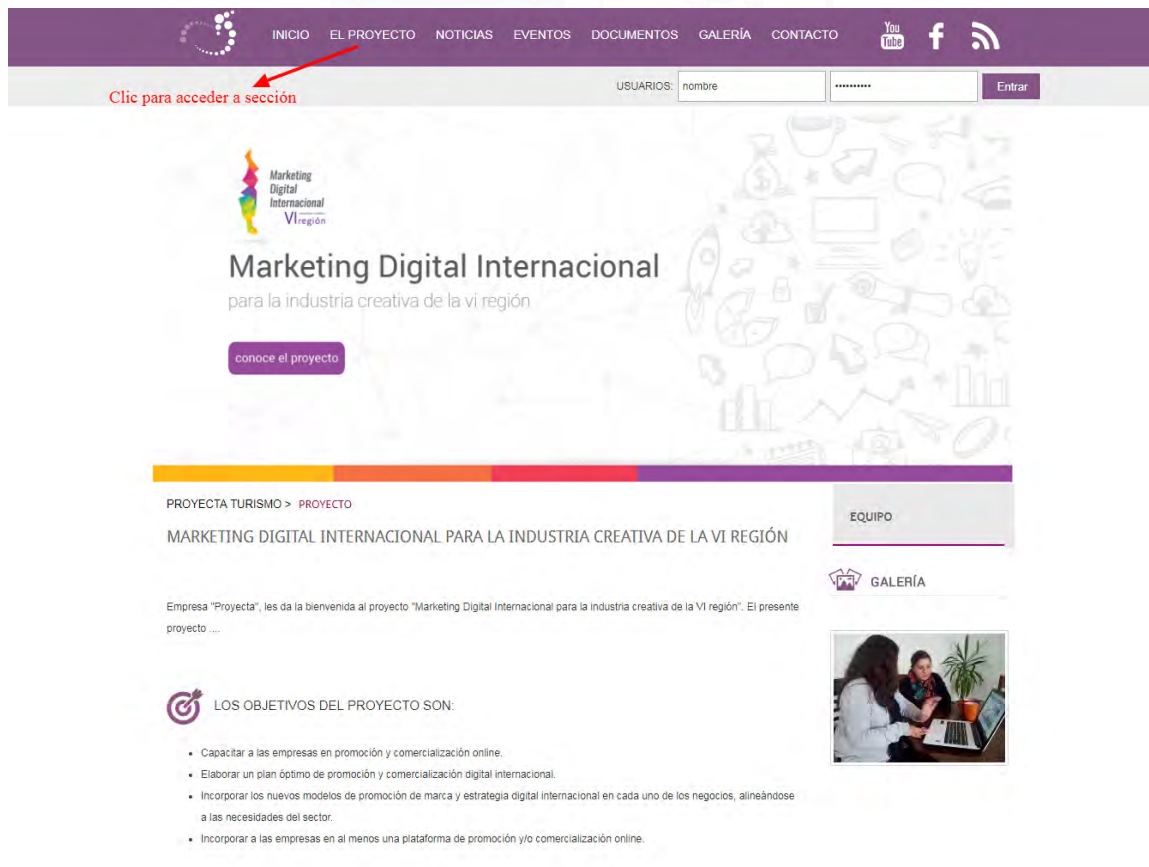 INICIO EL PROYECTO NOTICIAS EVENTOS DOCUMENTOS GALERÍA CONTACTO You Tube f
Clic para acceder a sección
USUARIOS: nombre •••••••••• Entrar
Marketing
Digital
Internacional
VI región
Marketing Digital Internacional
para la industria creativa de la vi región
conoce el proyecto
PROYECTA TURISMO > PROYECTO
EQUIPO
MARKETING DIGITAL INTERNACIONAL PARA LA INDUSTRIA CREATIVA DE LA VI REGIÓN
GALERÍA
Empresa "Proyecta", les da la bienvenida al proyecto "Marketing Digital Internacional para la industria creativa de la VI región". El presente
proyecto ....
LOS OBJETIVOS DEL PROYECTO SON:
• Capacitar a las empresas en promoción y comercialización online.
• Elaborar un plan óptimo de promoción y comercialización digital internacional.
• Incorporar los nuevos modelos de promoción de marca y estrategia digital internacional en cada uno de los negocios, alineándose
a las necesidades del sector.
• Incorporar a las empresas en al menos una plataforma de promoción y/o comercialización online.